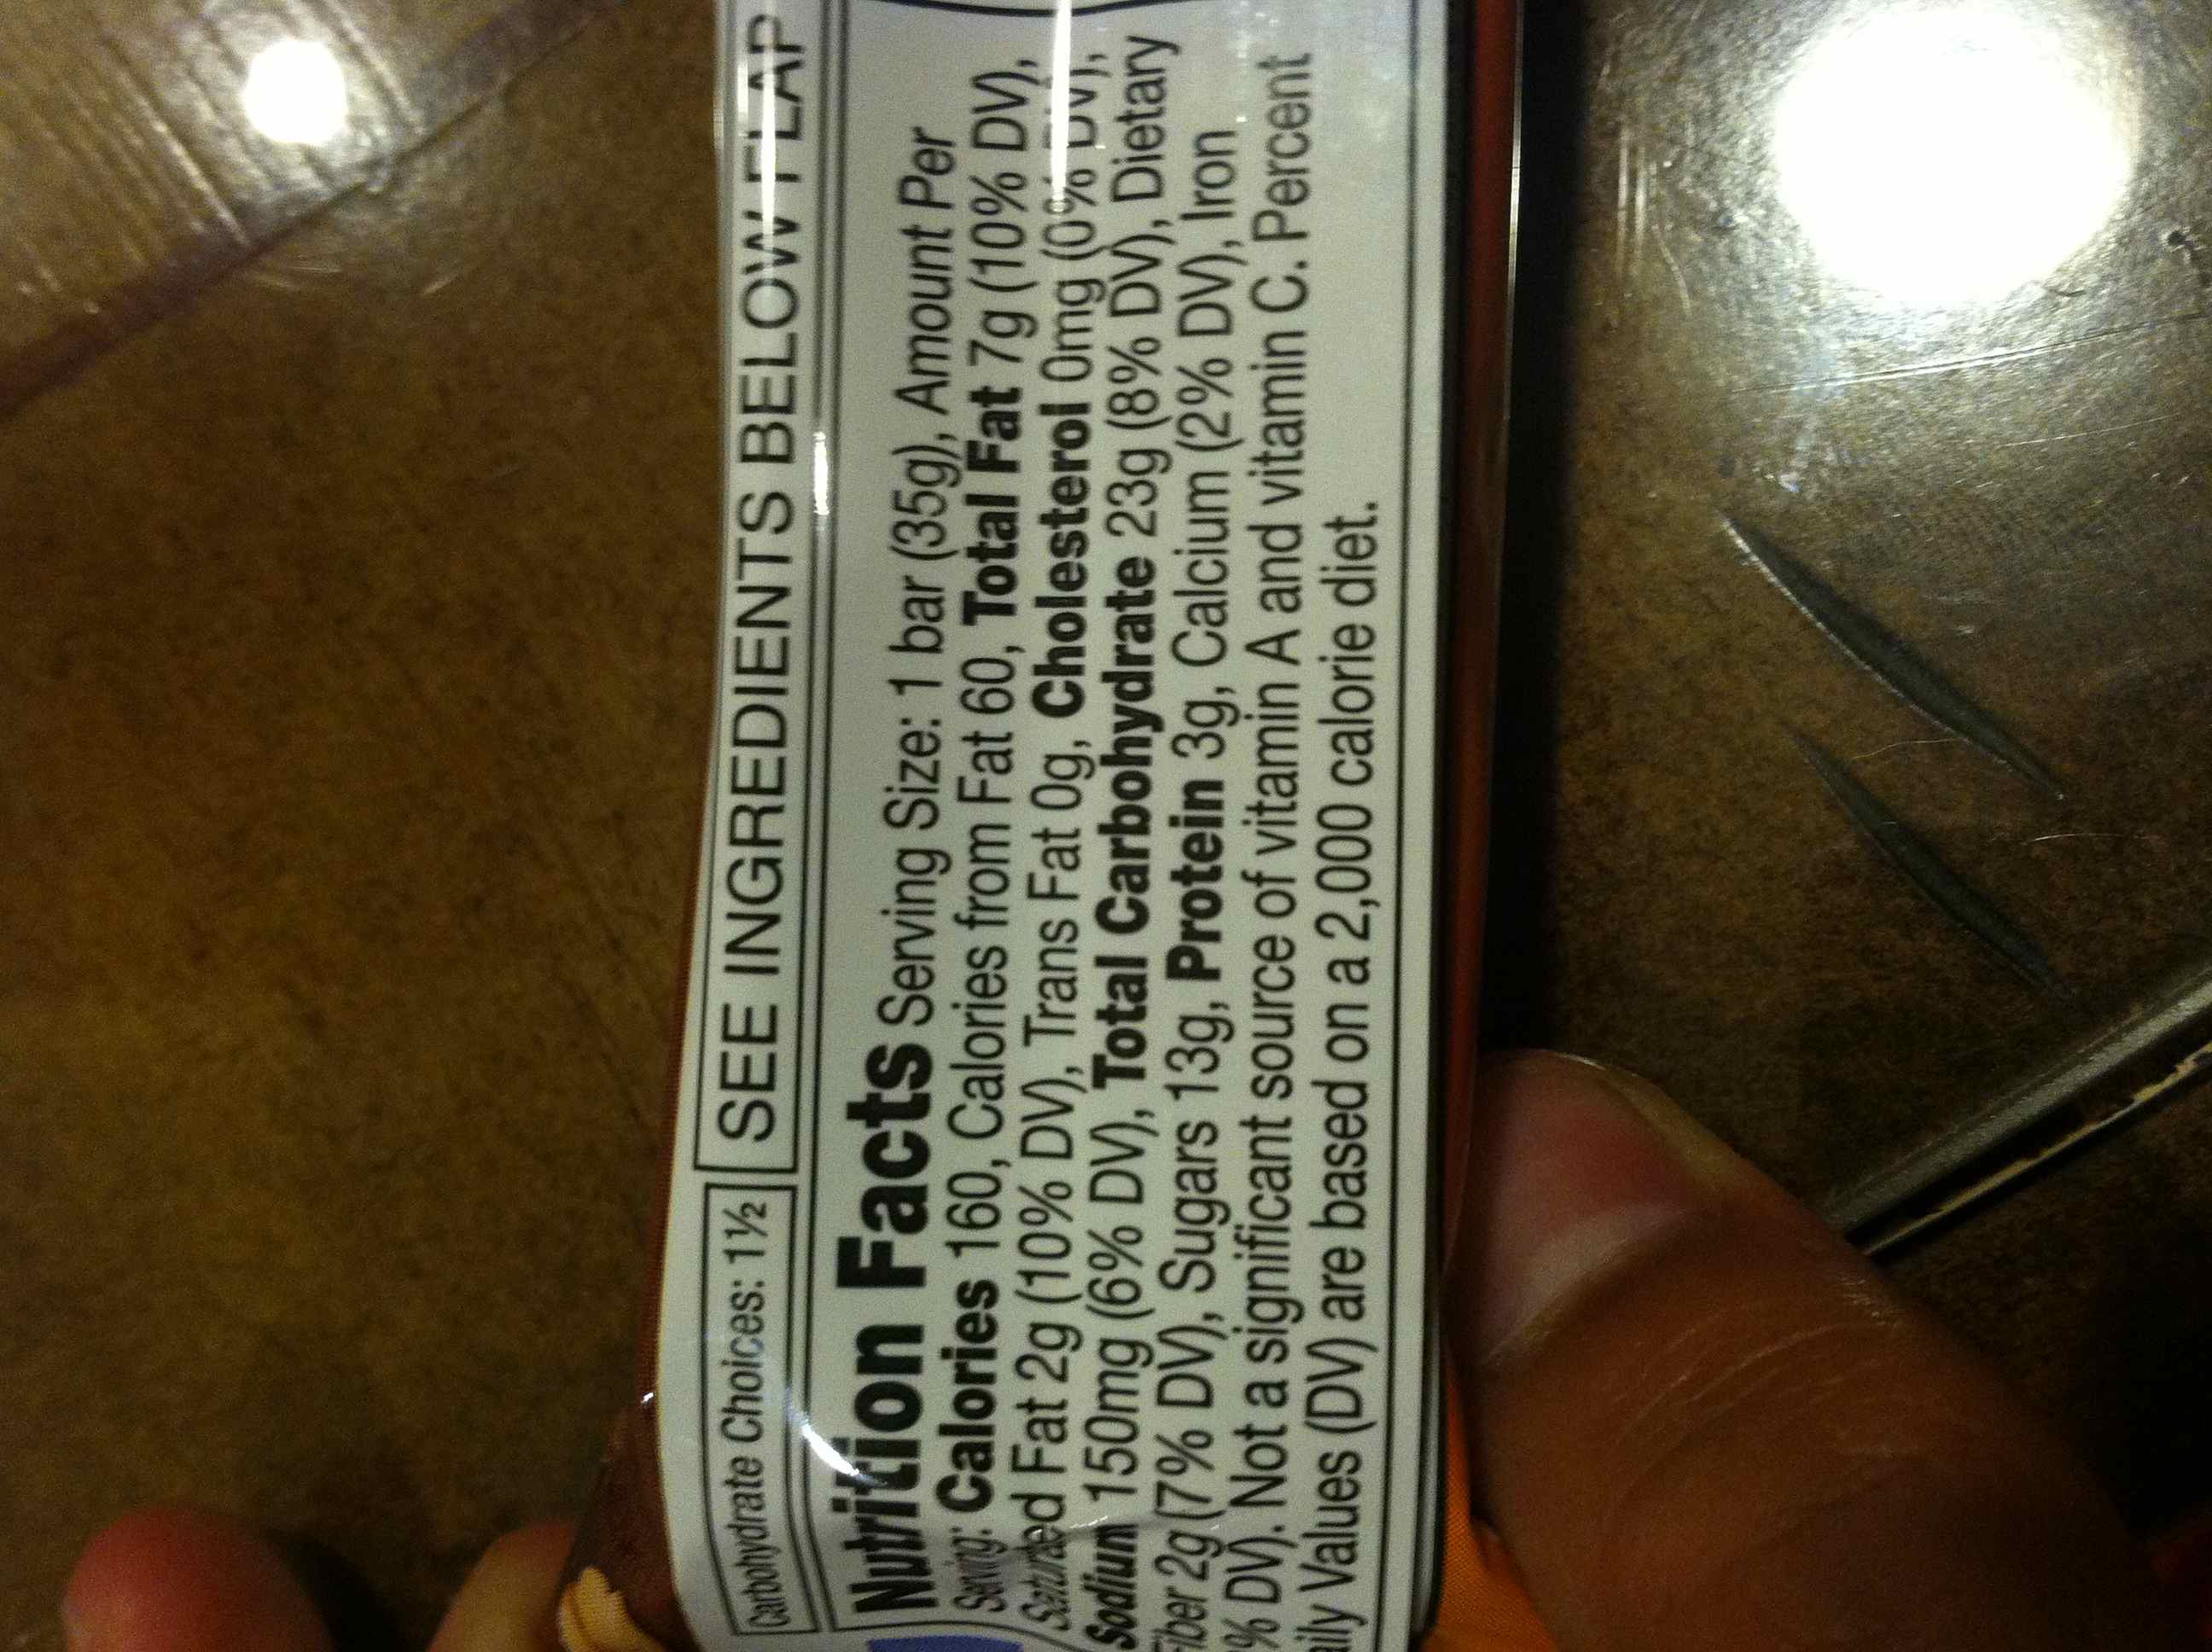 Carbohydrate Choices: 1½
SEE INGREDIENTS BELOW FLAP
Nutrition Facts Serving Size: 1 bar (35g), Amount Per
Serving: Calories 160, Calories from Fat 60, Total Fat 7g (10% DV),
Saturated Fat 2g (10% DV), Trans Fat 0g, Cholesterol 0mg (0% DV),
Sodium 150mg (6% DV), Total Carbohydrate 23g (8% DV), Dietary
Fiber 2g (7% DV), Sugars 13g, Protein 3g, Calcium (2% DV), Iron
% DV). Not a significant source of vitamin A and vitamin C. Percent
aily Values (DV) are based on a 2,000 calorie diet.